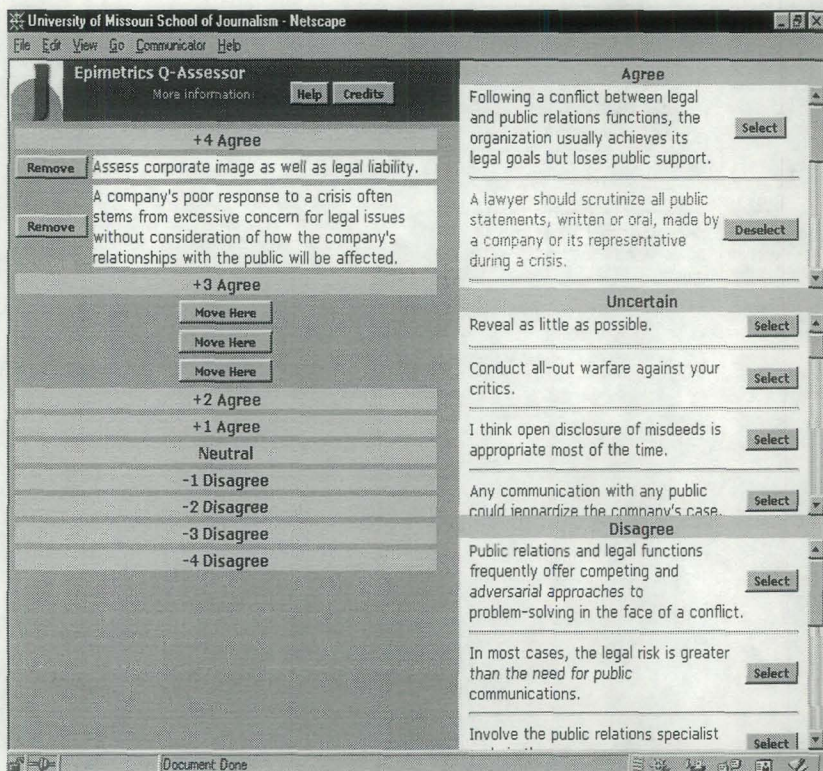 University of Missouri School of Journalism - Netscape
File Edit View Go Communicator Help
Epimetrics Q-Assessor
More information:
Help
Credits
+4 Agree
Remove
Assess corporate image as well as legal liability.
Remove
A company's poor response to a crisis often
stems from excessive concern for legal issues
without consideration of how the company's
relationships with the public will be affected.
+3 Agree
Move Here
Move Here
Move Here
+2 Agree
+1 Agree
Neutral
-1 Disagree
-2 Disagree
-3 Disagree
-4 Disagree
Agree
Following a conflict between legal
and public relations functions, the
organization usually achieves its
legal goals but loses public support.
Select
A lawyer should scrutinize all public
statements, written or oral, made by
a company or its representative
during a crisis.
Deselect
Uncertain
Reveal as little as possible.
Select
Conduct all-out warfare against your
critics.
Select
I think open disclosure of misdeeds is
appropriate most of the time.
Select
Any communication with any public
could jeopardize the company's case.
Select
Disagree
Public relations and legal functions
frequently offer competing and
adversarial approaches to
problem-solving in the face of a conflict.
Select
In most cases, the legal risk is greater
than the need for public
communications.
Select
Involve the public relations specialist
Select
Document Done